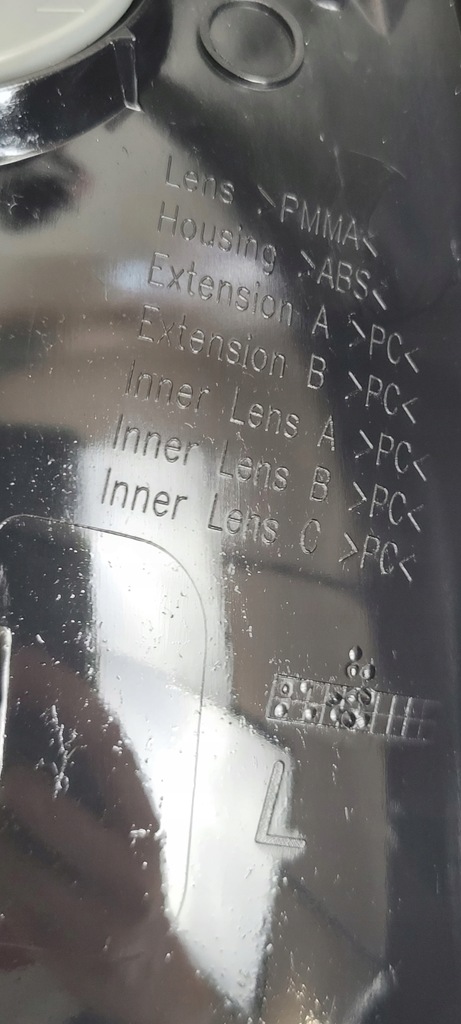 Lens >PMMA<
Housing >ABS<
Extension A >PC<
Extension B >PC<
Inner Lens A >PC<
Inner Lens B >PC<
Inner Lens C >PC<
L